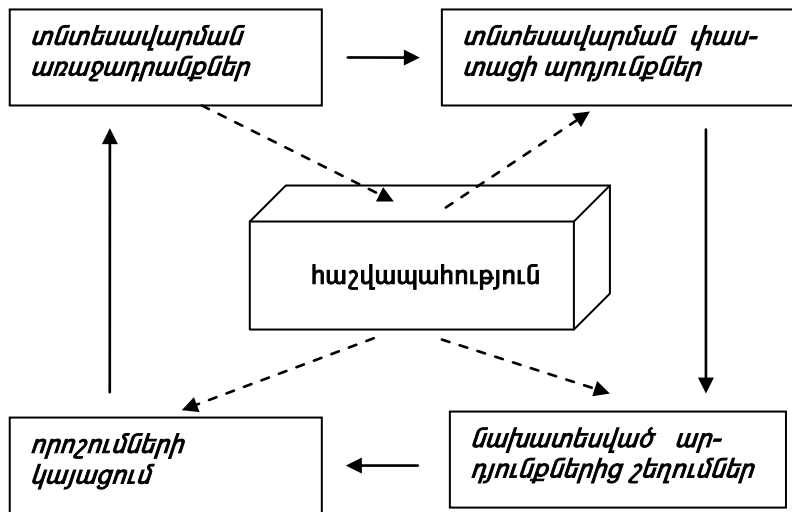 տնտեսավարման
առաջադրանքներ
տնտեսավարման փաս-
տացի արդյունքներ
հաշվապահություն
որոշումների
կայացում
նախատեսված ար-
դյունքներից շեղումներ